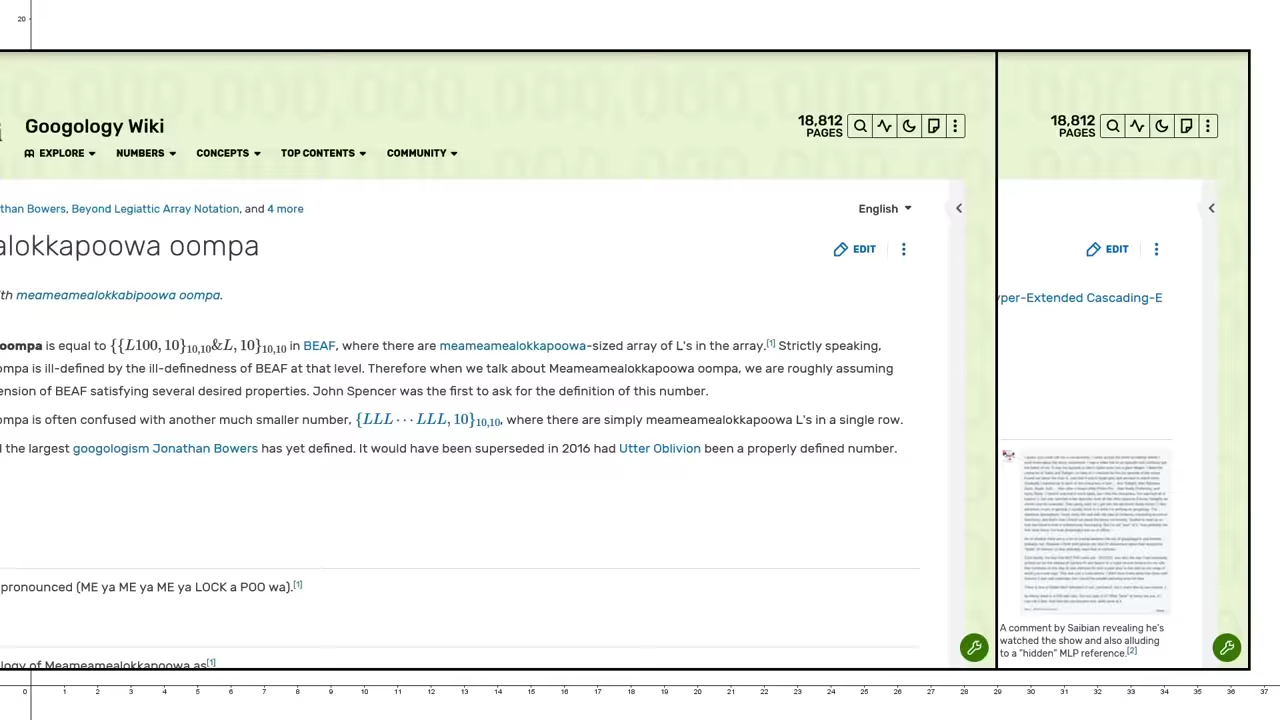 20
Googology Wiki
18,812
PAGES
18,812
PAGES
EXPLORE NUMBERS CONCEPTS TOP CONTENTS COMMUNITY
than Bowers, Beyond Legiattic Array Notation, and 4 more
English
alokkapoowa oompa
EDIT
EDIT
th meameamealokkabipoowa oompa.
yper-Extended Cascading-E
oompa is equal to {{L100, 10}10,10&L, 10}10,10 in BEAF, where there are meameamealokkapoowa-sized array of L's in the array.[1] Strictly speaking,
ompa is ill-defined by the ill-definedness of BEAF at that level. Therefore when we talk about Meameamealokkapoowa oompa, we are roughly assuming
ension of BEAF satisfying several desired properties. John Spencer was the first to ask for the definition of this number.
ompa is often confused with another much smaller number, {LLL⋯LLL, 10}10,10, where there are simply meameamealokkapoowa L's in a single row.
the largest googologism Jonathan Bowers has yet defined. It would have been superseded in 2016 had Utter Oblivion been a properly defined number.
pronounced (ME ya ME ya ME ya LOCK a POO wa).[1]
A comment by Saibian revealing he's
watched the show and also alluding
to a "hidden" MLP reference.[2]
logy of Meameamealokkapoowa as[1]
0 1 2 3 4 5 6 7 8 9 10 11 12 13 14 15 16 17 18 19 20 21 22 23 24 25 26 27 28 29 30 31 32 33 34 35 36 37